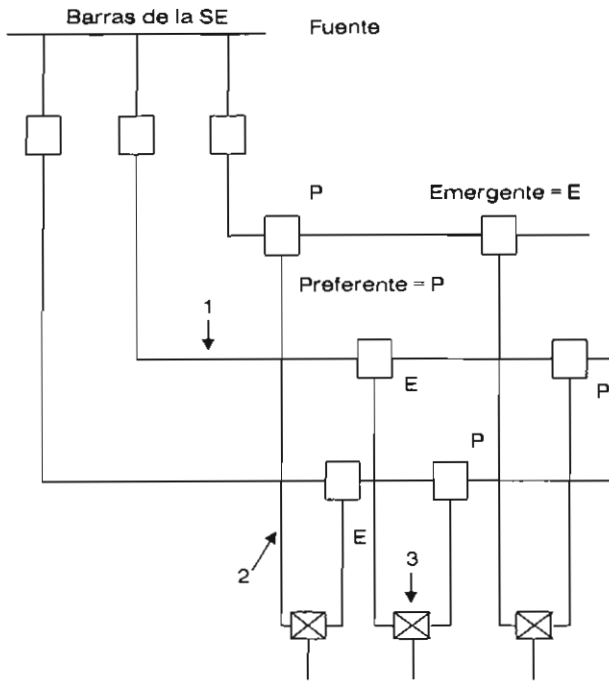 Barras de la SE
Fuente
P
Emergente = E
Preferente = P
1
E
P
P
E
2
3